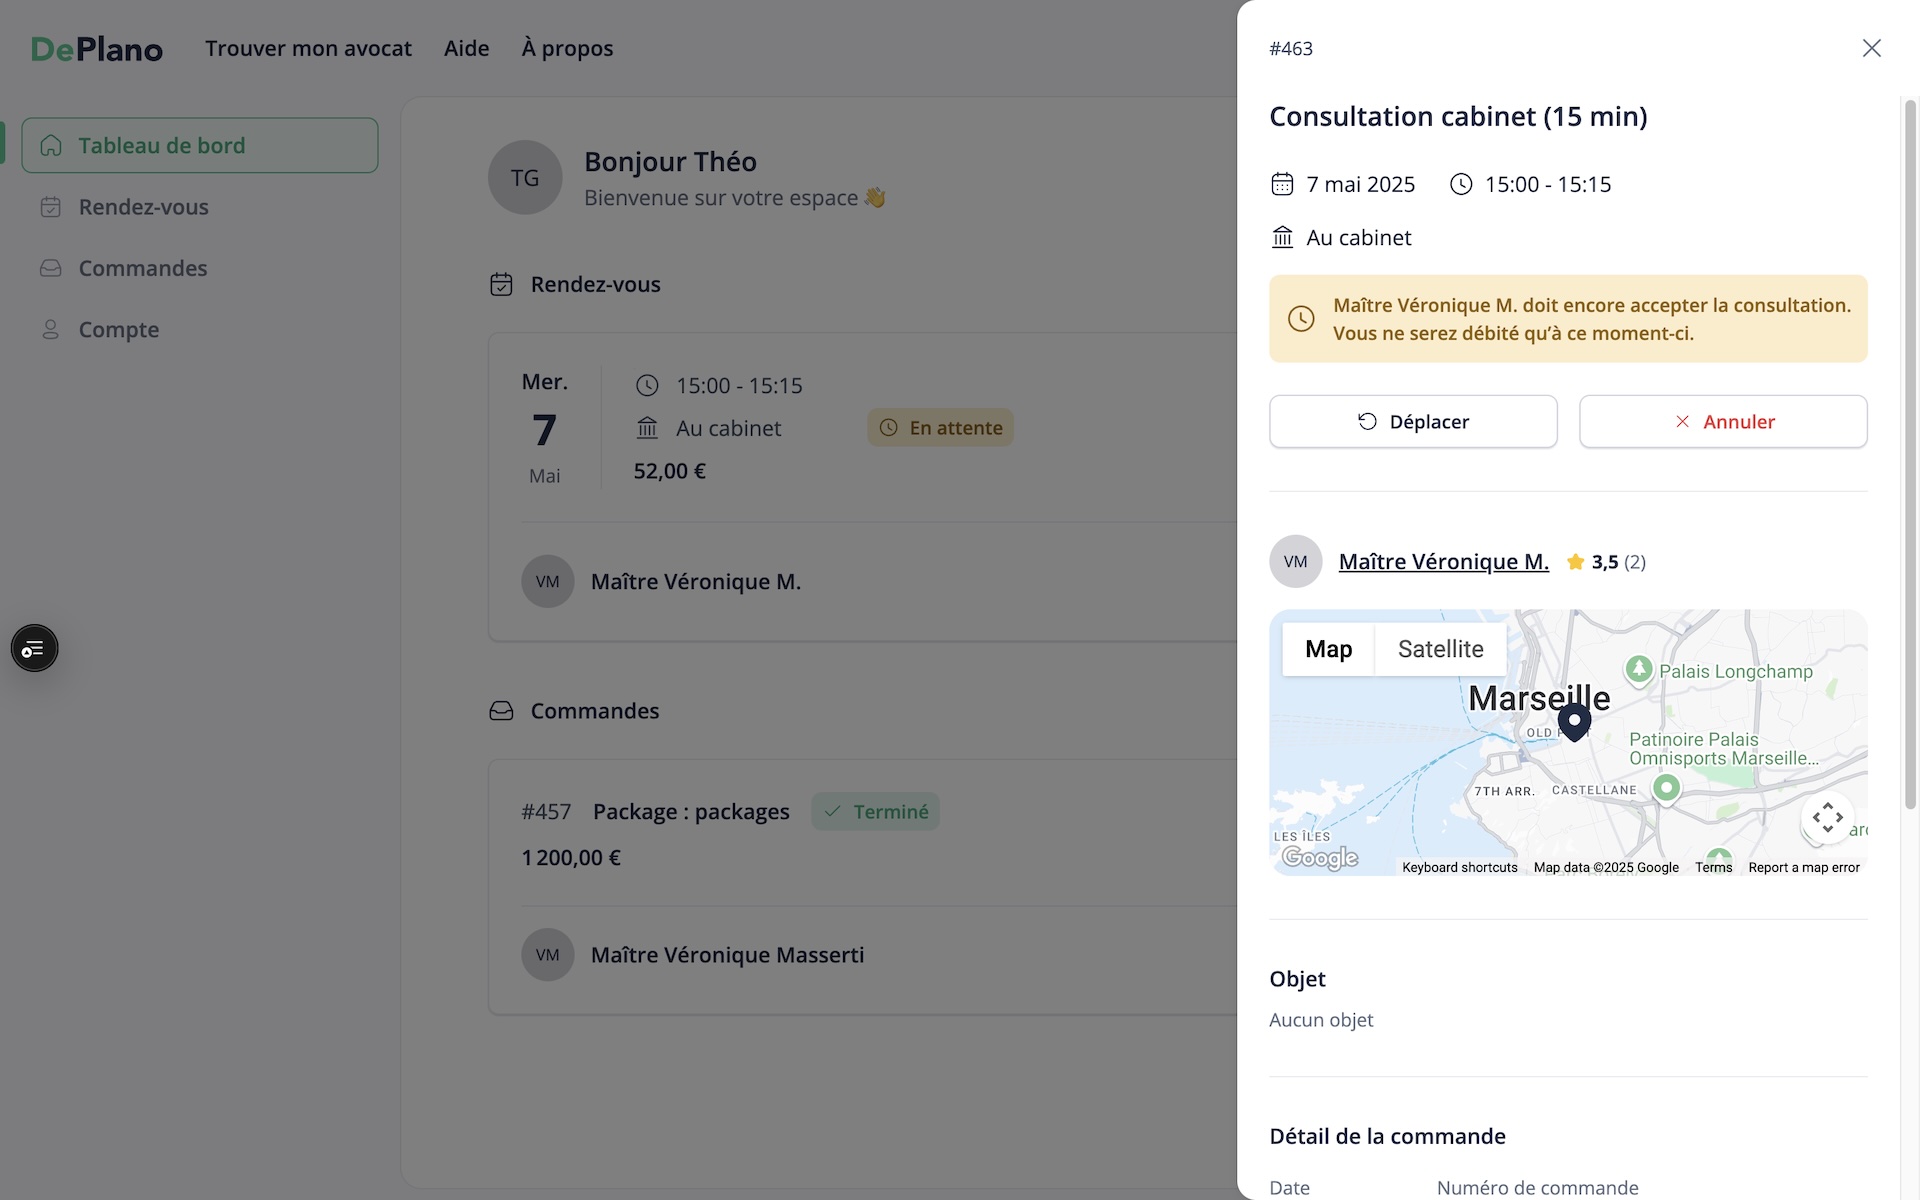 DePlano
Trouver mon avocat
Aide
À propos
Tableau de bord
Rendez-vous
Commandes
Compte
TG
Bonjour Théo
Bienvenue sur votre espace 👋
Rendez-vous
Mer.
7
Mai
15:00 - 15:15
Au cabinet
52,00 €
En attente
VM
Maître Véronique M.
Commandes
#457
Package : packages
Terminé
1 200,00 €
VM
Maître Véronique Masserti
#463
Consultation cabinet (15 min)
7 mai 2025
15:00 - 15:15
Au cabinet
Maître Véronique M. doit encore accepter la consultation.
Vous ne serez débité qu’à ce moment-ci.
Déplacer
Annuler
VM
Maître Véronique M.
3,5 (2)
Map
Satellite
Marseille
Palais Longchamp
OLD
Patinoire Palais
Omnisports Marseille...
7TH ARR.
CASTELLANE
LES ÎLES
Google
Keyboard shortcuts
Map data ©2025 Google
Terms
Report a map error
Objet
Aucun objet
Détail de la commande
Date
Numéro de commande